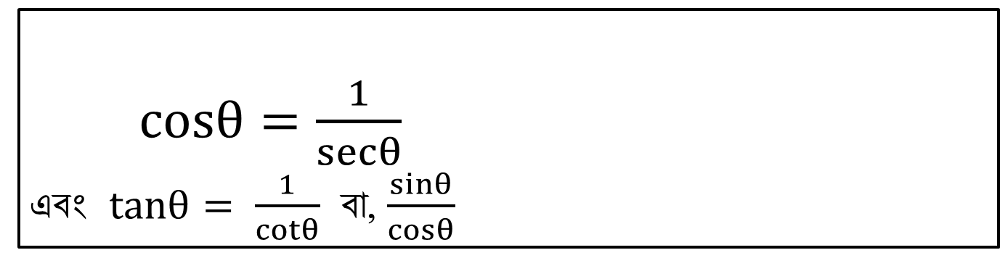 cosθ = 1/secθ
এবং tanθ = 1/cotθ বা, sinθ/cosθ